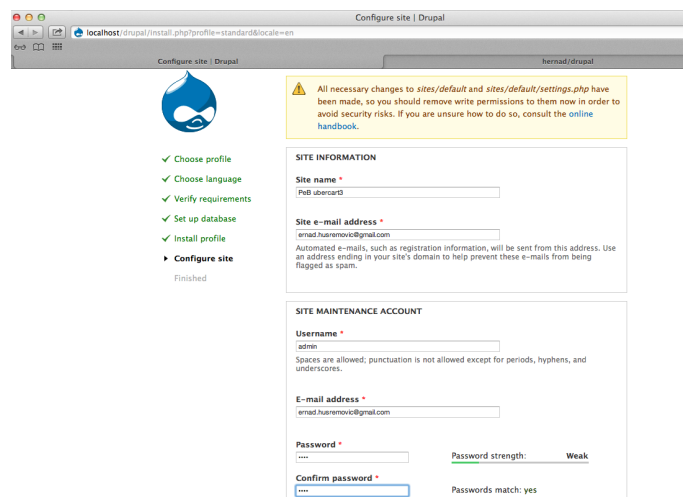 Configure site | Drupal
localhost/drupal/install.php?profile=standard&locale=en
Configure site | Drupal
hernad/drupal
All necessary changes to sites/default and sites/default/settings.php have
been made, so you should remove write permissions to them now in order to
avoid security risks. If you are unsure how to do so, consult the online
handbook.
Choose profile
Choose language
Verify requirements
Set up database
Install profile
Configure site
Finished
SITE INFORMATION
Site name *
PeB ubercart3
Site e-mail address *
ernad.husremovic@gmail.com
Automated e-mails, such as registration information, will be sent from this address. Use
an address ending in your site's domain to help prevent these e-mails from being
flagged as spam.
SITE MAINTENANCE ACCOUNT
Username *
admin
Spaces are allowed; punctuation is not allowed except for periods, hyphens, and
underscores.
E-mail address *
ernad.husremovic@gmail.com
Password *
••••
Password strength: Weak
Confirm password *
••••
Passwords match: yes